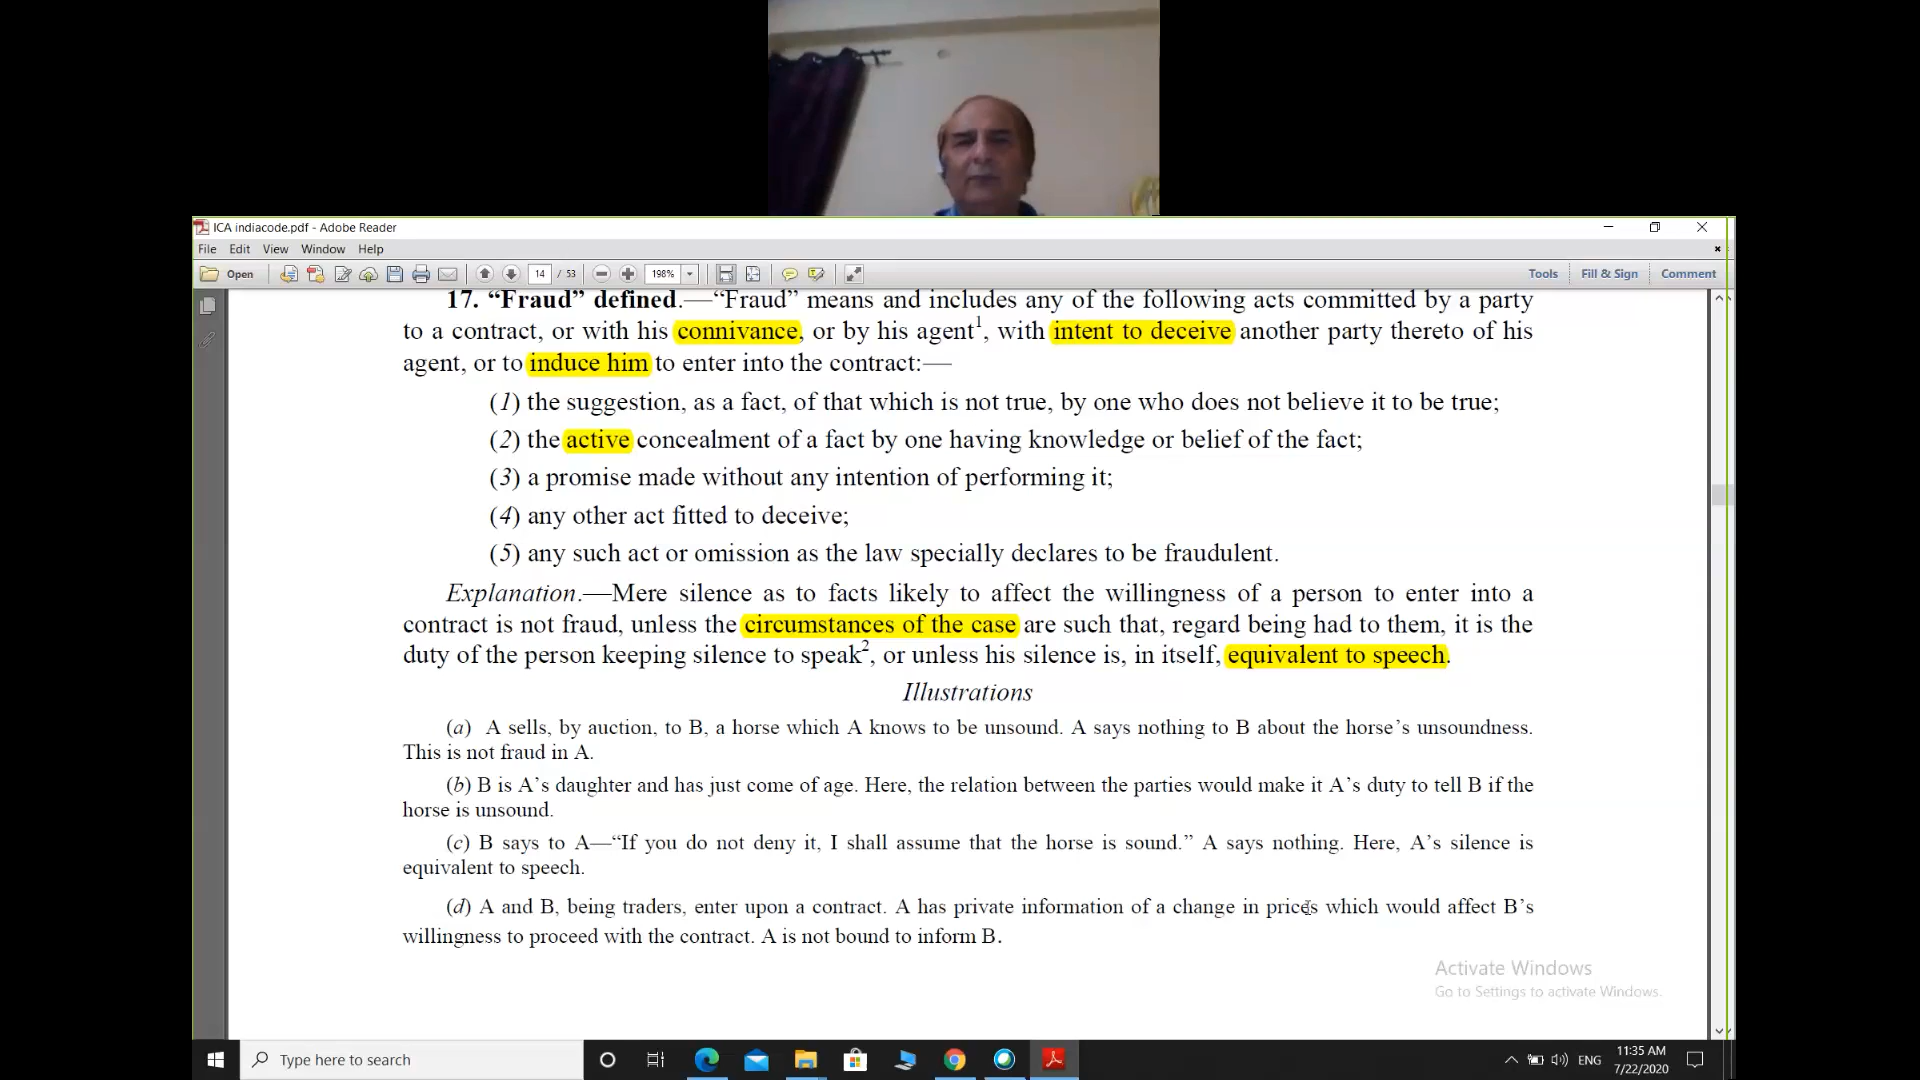 ICA indiacode.pdf - Adobe Reader
File Edit View Window Help
Open 14 / 53 198% Tools Fill & Sign Comment
17. “Fraud” defined.—“Fraud” means and includes any of the following acts committed by a party
to a contract, or with his connivance, or by his agent1, with intent to deceive another party thereto of his
agent, or to induce him to enter into the contract:—
(1) the suggestion, as a fact, of that which is not true, by one who does not believe it to be true;
(2) the active concealment of a fact by one having knowledge or belief of the fact;
(3) a promise made without any intention of performing it;
(4) any other act fitted to deceive;
(5) any such act or omission as the law specially declares to be fraudulent.
Explanation.—Mere silence as to facts likely to affect the willingness of a person to enter into a
contract is not fraud, unless the circumstances of the case are such that, regard being had to them, it is the
duty of the person keeping silence to speak2, or unless his silence is, in itself, equivalent to speech.
Illustrations
(a) A sells, by auction, to B, a horse which A knows to be unsound. A says nothing to B about the horse’s unsoundness.
This is not fraud in A.
(b) B is A’s daughter and has just come of age. Here, the relation between the parties would make it A’s duty to tell B if the
horse is unsound.
(c) B says to A—“If you do not deny it, I shall assume that the horse is sound.” A says nothing. Here, A’s silence is
equivalent to speech.
(d) A and B, being traders, enter upon a contract. A has private information of a change in prices which would affect B’s
willingness to proceed with the contract. A is not bound to inform B.
Activate Windows
Go to Settings to activate Windows.
Type here to search
ENG
11:35 AM
7/22/2020